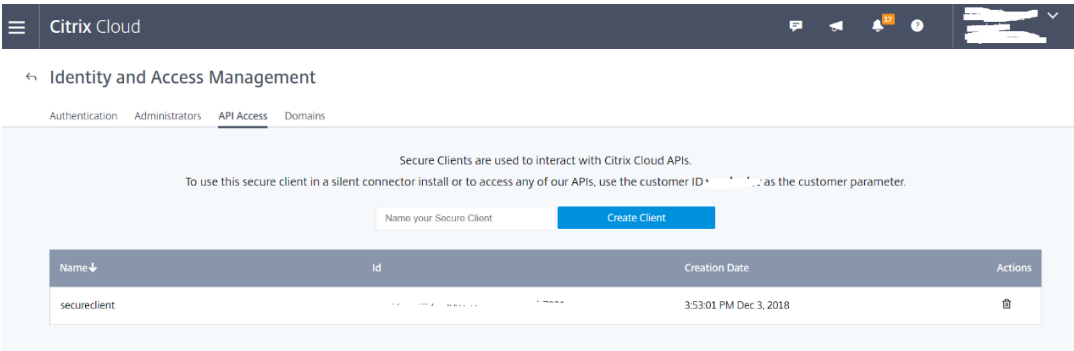 Citrix Cloud
17
Identity and Access Management
Authentication Administrators API Access Domains
Secure Clients are used to interact with Citrix Cloud APIs.
To use this secure client in a silent connector install or to access any of our APIs, use the customer ID as the customer parameter.
Name your Secure Client Create Client
Name Id Creation Date Actions
secureclient 3:53:01 PM Dec 3, 2018